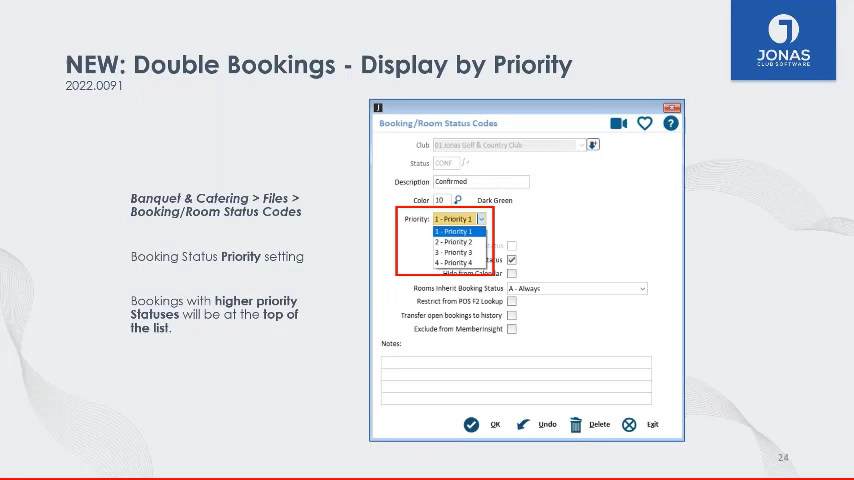 JONAS
CLUB SOFTWARE
NEW: Double Bookings - Display by Priority
2022.0091
Banquet & Catering > Files >
Booking/Room Status Codes
Booking Status Priority setting
Bookings with higher priority
Statuses will be at the top of
the list.
J
Booking/Room Status Codes
Club 01 Jonas Golf & Country Club
Status CONF
Description Confirmed
Color 10 Dark Green
Priority: 1 - Priority 1
1 - Priority 1
2 - Priority 2
3 - Priority 3
4 - Priority 4
Hide from Calendar
Rooms Inherit Booking Status A - Always
Restrict from POS F2 Lookup
Transfer open bookings to history
Exclude from MemberInsight
Notes:
OK Undo Delete Exit
24